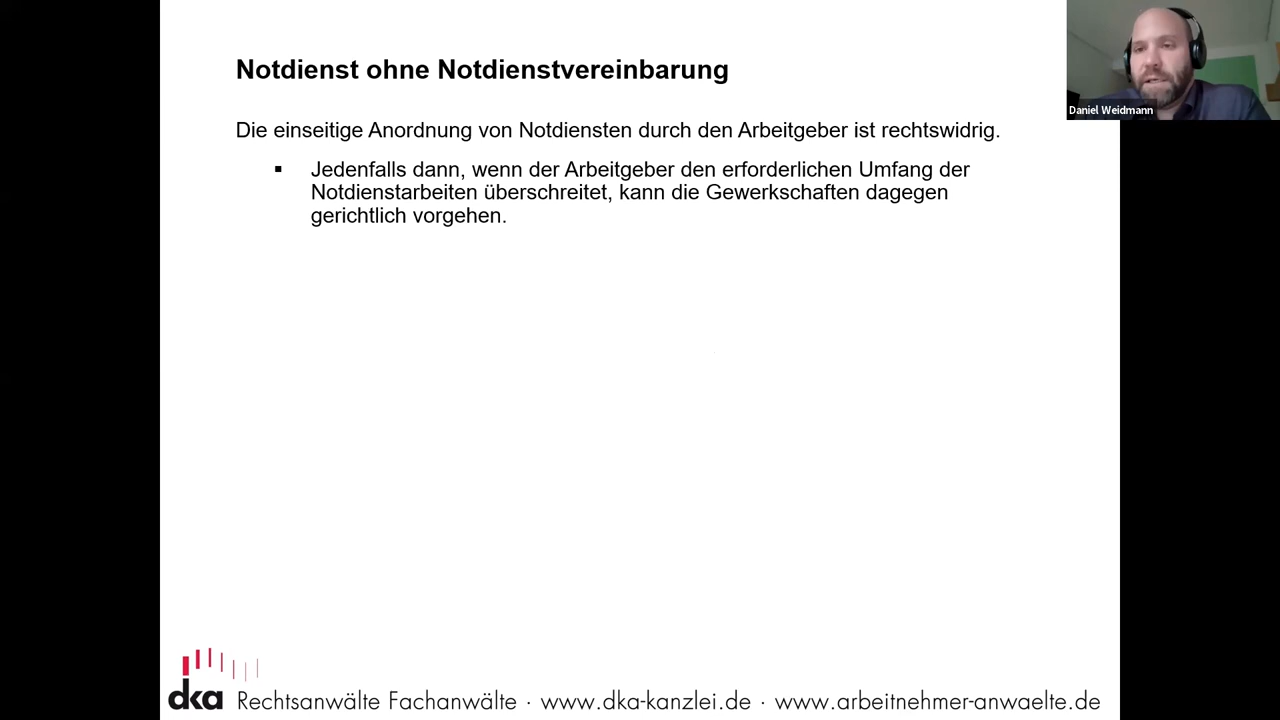 Notdienst ohne Notdienstvereinbarung
Die einseitige Anordnung von Notdiensten durch den Arbeitgeber ist rechtswidrig.
▪ Jedenfalls dann, wenn der Arbeitgeber den erforderlichen Umfang der
Notdienstarbeiten überschreitet, kann die Gewerkschaften dagegen
gerichtlich vorgehen.
Daniel Weidmann
dka Rechtsanwälte Fachanwälte · www.dka-kanzlei.de · www.arbeitnehmer-anwaelte.de